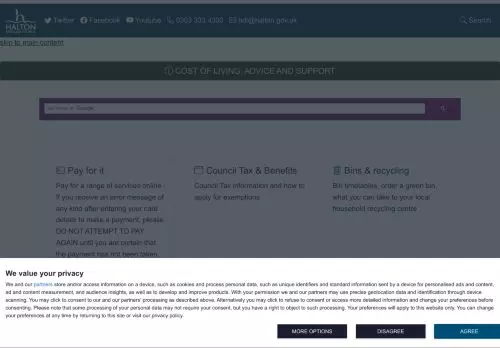 HALTON
Twitter Facebook Youtube 0303 333 4300 hdl@halton.gov.uk Search
skip to main content
COST OF LIVING: ADVICE AND SUPPORT
Google
Pay for it
Pay for a range of services online -
If you receive an error message of
any kind after entering your card
details to make a payment, please
DO NOT ATTEMPT TO PAY
AGAIN until you are certain that
the payment has not been taken.
Council Tax & Benefits
Council Tax information and how to
apply for exemptions
Bins & recycling
Bin timetables, order a green bin,
what you can take to your local
household recycling centre
We value your privacy
We and our partners store and/or access information on a device, such as cookies and process personal data, such as unique identifiers and standard information sent by a device for personalised ads and content,
ad and content measurement, and audience insights, as well as to develop and improve products. With your permission we and our partners may use precise geolocation data and identification through device
scanning. You may click to consent to our and our partners' processing as described above. Alternatively you may click to refuse to consent or access more detailed information and change your preferences before
consenting. Please note that some processing of your personal data may not require your consent, but you have a right to object to such processing. Your preferences will apply to this website only. You can change
your preferences at any time by returning to this site or visit our privacy policy.
MORE OPTIONS DISAGREE AGREE